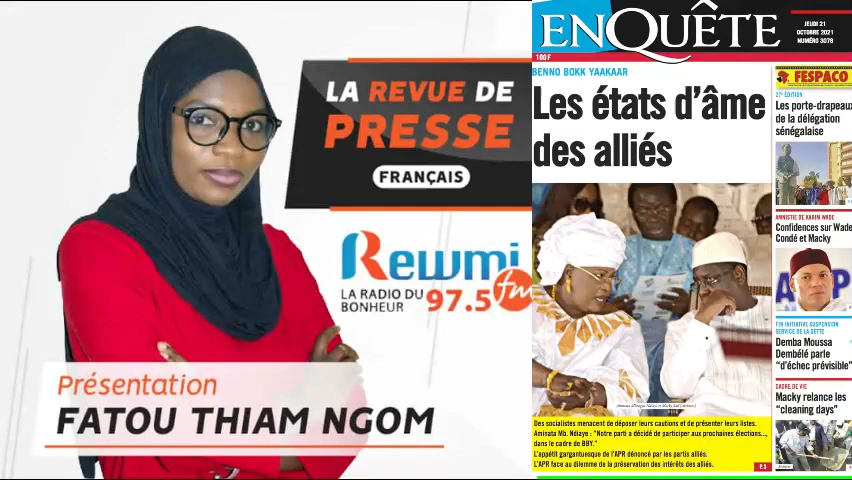 LA REVUE DE
PRESSE
FRANÇAIS
Rewmi fm
LA RADIO DU
BONHEUR 97.5
Présentation
FATOU THIAM NGOM
ENQUÊTE
JEUDI 21
OCTOBRE 2021
NUMÉRO 3078
100 F
BENNO BOKK YAAKAAR
Les états d’âme
des alliés
Des socialistes menacent de déposer leurs cautions et de présenter leurs listes.
Aminata Mb. Ndiaye : "Notre parti a décidé de participer aux prochaines élections...,
dans le cadre de BBY."
L'appétit gargantuesque de l'APR dénoncé par les partis alliés.
L'APR face au dilemme de la préservation des intérêts des alliés.
P.3
FESPACO
27e ÉDITION
Les porte-drapeaux
de la délégation
sénégalaise
AMNISTIE DE KARIM WADE
Confidences sur Wade
Condé et Macky
FIN INITIATIVE SUSPENSION
SERVICE DE LA DETTE
Demba Moussa
Dembélé parle
“d’échec prévisible”
CADRE DE VIE
Macky relance les
“cleaning days”